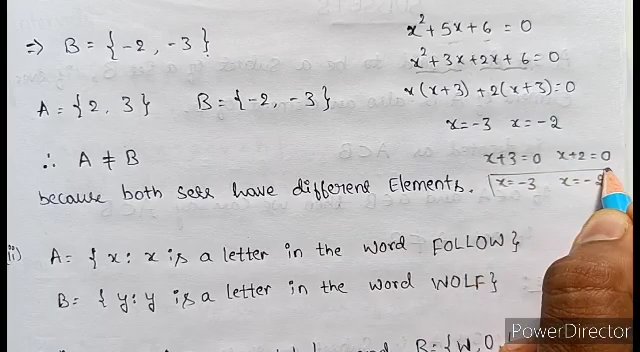 ⇒ B = {-2, -3}
A = {2, 3} B = {-2, -3}
∴ A ≠ B
because both sets have different Elements.
x² + 5x + 6 = 0
x² + 3x + 2x + 6 = 0
x(x+3) + 2(x+3) = 0
x = -3 x = -2
x+3=0 x+2=0
x=-3 x=-2
ii) A = {x : x is a letter in the word FOLLOW}
B = {y : y is a letter in the word WOLF}
and B = {W, O
PowerDirector